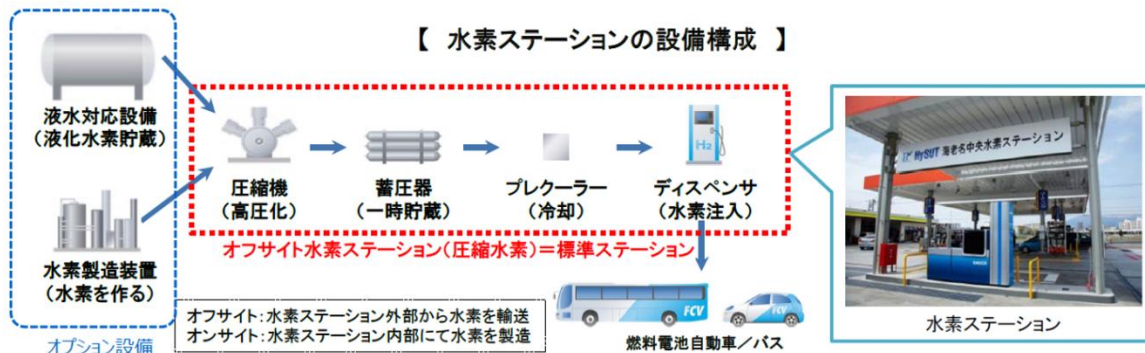 【 水素ステーションの設備構成 】
液水対応設備
(液化水素貯蔵)
水素製造装置
(水素を作る)
オプション設備
圧縮機
(高圧化)
蓄圧器
(一時貯蔵)
プレクーラー
(冷却)
H2
ディスペンサ
(水素注入)
オフサイト水素ステーション(圧縮水素)=標準ステーション
オフサイト:水素ステーション外部から水素を輸送
オンサイト:水素ステーション内部にて水素を製造
FCV
FCV
燃料電池自動車/バス
HySUT 海老名中央水素ステーション
水素ステーション